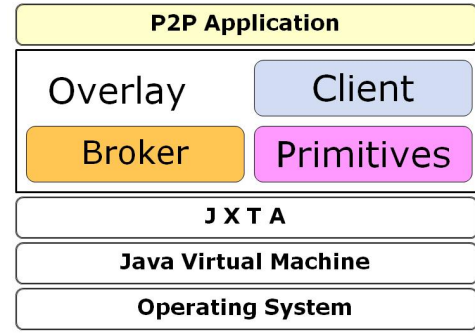 P2P Application
Overlay
Client
Broker
Primitives
J X T A
Java Virtual Machine
Operating System